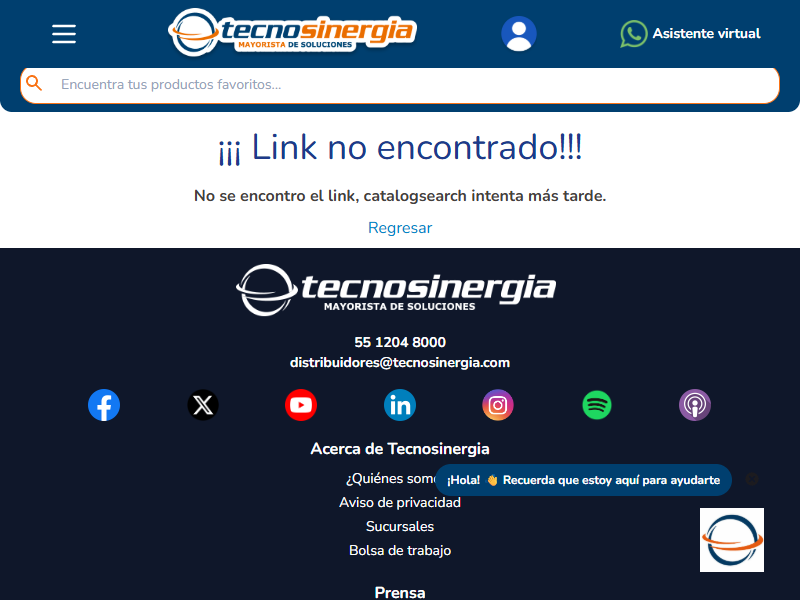 tecnosinergia
MAYORISTA DE SOLUCIONES
Asistente virtual
Encuentra tus productos favoritos...
¡¡¡ Link no encontrado!!!
No se encontro el link, catalogsearch intenta más tarde.
Regresar
tecnosinergia
MAYORISTA DE SOLUCIONES
55 1204 8000
distribuidores@tecnosinergia.com
Acerca de Tecnosinergia
¿Quiénes
¡Hola! 👋 Recuerda que estoy aquí para ayudarte
Aviso de privacidad
Sucursales
Bolsa de trabajo
Prensa